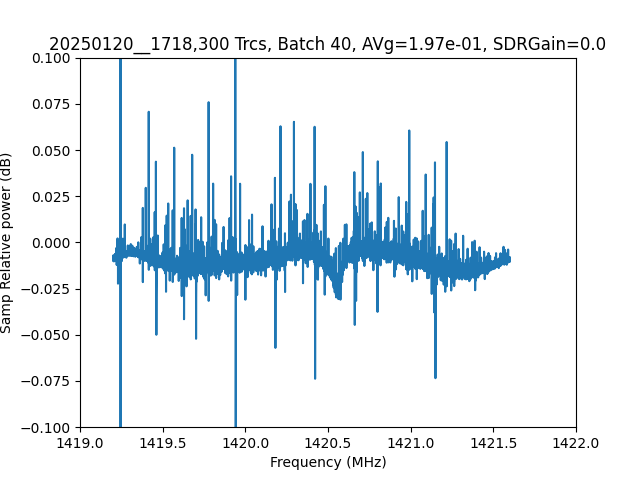 20250120__1718,300 Trcs, Batch 40, AVg=1.97e-01, SDRGain=0.0
0.100
0.075
0.050
0.025
0.000
−0.025
−0.050
−0.075
−0.100
Samp Relative power (dB)
1419.0 1419.5 1420.0 1420.5 1421.0 1421.5 1422.0
Frequency (MHz)